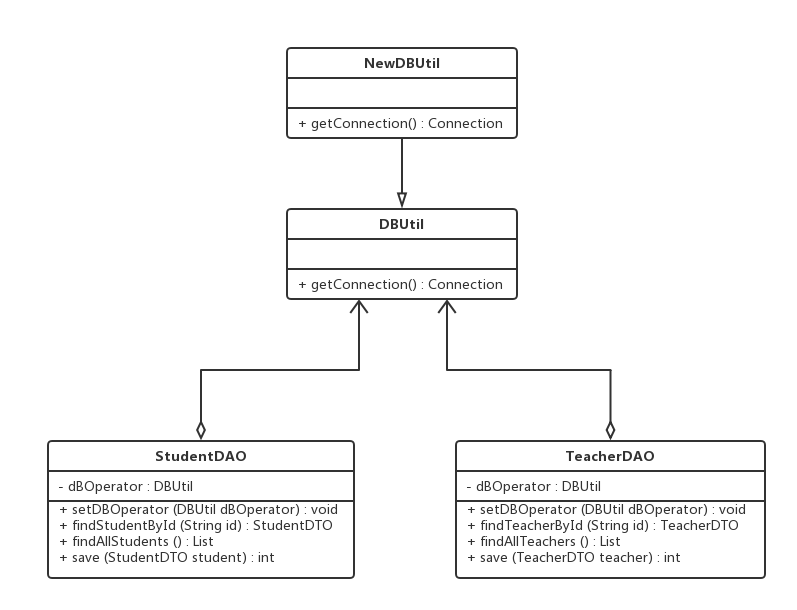 NewDBUtil
+ getConnection() : Connection
DBUtil
+ getConnection() : Connection
StudentDAO
- dBOperator : DBUtil
+ setDBOperator (DBUtil dBOperator) : void
+ findStudentById (String id) : StudentDTO
+ findAllStudents () : List
+ save (StudentDTO student) : int
TeacherDAO
- dBOperator : DBUtil
+ setDBOperator (DBUtil dBOperator) : void
+ findTeacherById (String id) : TeacherDTO
+ findAllTeachers () : List
+ save (TeacherDTO teacher) : int